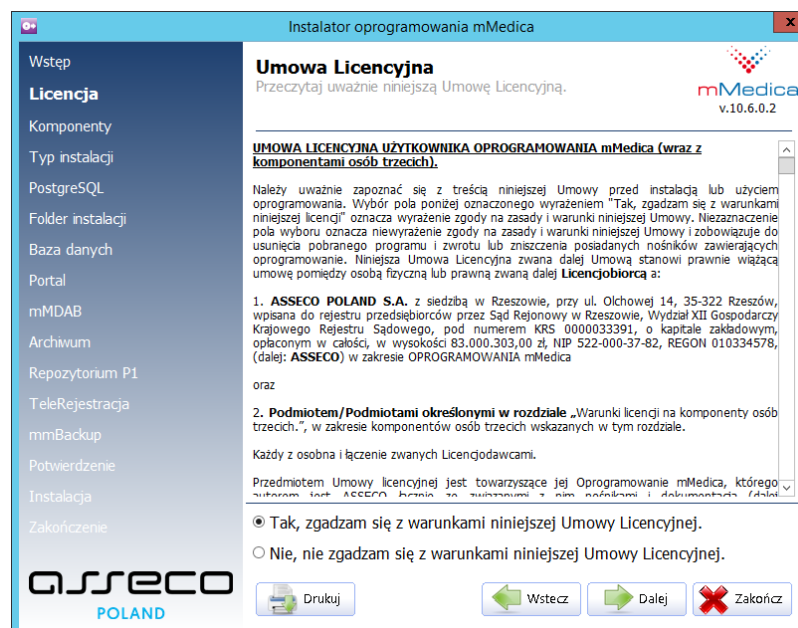 Instalator oprogramowania mMedica
x
Wstęp
Licencja
Komponenty
Typ instalacji
PostgreSQL
Folder instalacji
Baza danych
Portal
mMDAB
Archiwum
Repozytorium P1
TeleRejestracja
mmBackup
Potwierdzenie
Instalacja
Zakończenie
asseco
POLAND
Umowa Licencyjna
Przeczytaj uważnie niniejszą Umowę Licencyjną.
mMedica
v.10.6.0.2
UMOWA LICENCYJNA UŻYTKOWNIKA OPROGRAMOWANIA mMedica (wraz z
komponentami osób trzecich).
Należy uważnie zapoznać się z treścią niniejszej Umowy przed instalacją lub użyciem
oprogramowania. Wybór pola poniżej oznaczonego wyrażeniem "Tak, zgadzam się z warunkami
niniejszej licencji" oznacza wyrażenie zgody na zasady i warunki niniejszej Umowy. Niezaznaczenie
pola wyboru oznacza niewyrażenie zgody na zasady i warunki niniejszej Umowy i zobowiązuje do
usunięcia pobranego programu i zwrotu lub zniszczenia posiadanych nośników zawierających
oprogramowanie. Niniejsza Umowa Licencyjna zwana dalej Umową stanowi prawnie wiążącą
umowę pomiędzy osobą fizyczną lub prawną zwaną dalej Licencjobiorcą a:
1. ASSECO POLAND S.A. z siedzibą w Rzeszowie, przy ul. Olchowej 14, 35-322 Rzeszów,
wpisana do rejestru przedsiębiorców przez Sąd Rejonowy w Rzeszowie, Wydział XII Gospodarczy
Krajowego Rejestru Sądowego, pod numerem KRS 0000033391, o kapitale zakładowym,
opłaconym w całości, w wysokości 83.000.303,00 zł, NIP 522-000-37-82, REGON 010334578,
(dalej: ASSECO) w zakresie OPROGRAMOWANIA mMedica
oraz
2. Podmiotem/Podmiotami określonymi w rozdziale „Warunki licencji na komponenty osób
trzecich.”, w zakresie komponentów osób trzecich wskazanych w tym rozdziale.
Każdy z osobna i łącznie zwanych Licencjodawcami.
Przedmiotem Umowy licencyjnej jest towarzyszące jej Oprogramowanie mMedica, którego
autorem jest ASSECO łącznie ze związanymi z nim nośnikami i dokumentacją (dalej
Tak, zgadzam się z warunkami niniejszej Umowy Licencyjnej.
Nie, nie zgadzam się z warunkami niniejszej Umowy Licencyjnej.
Drukuj
Wstecz
Dalej
Zakończ